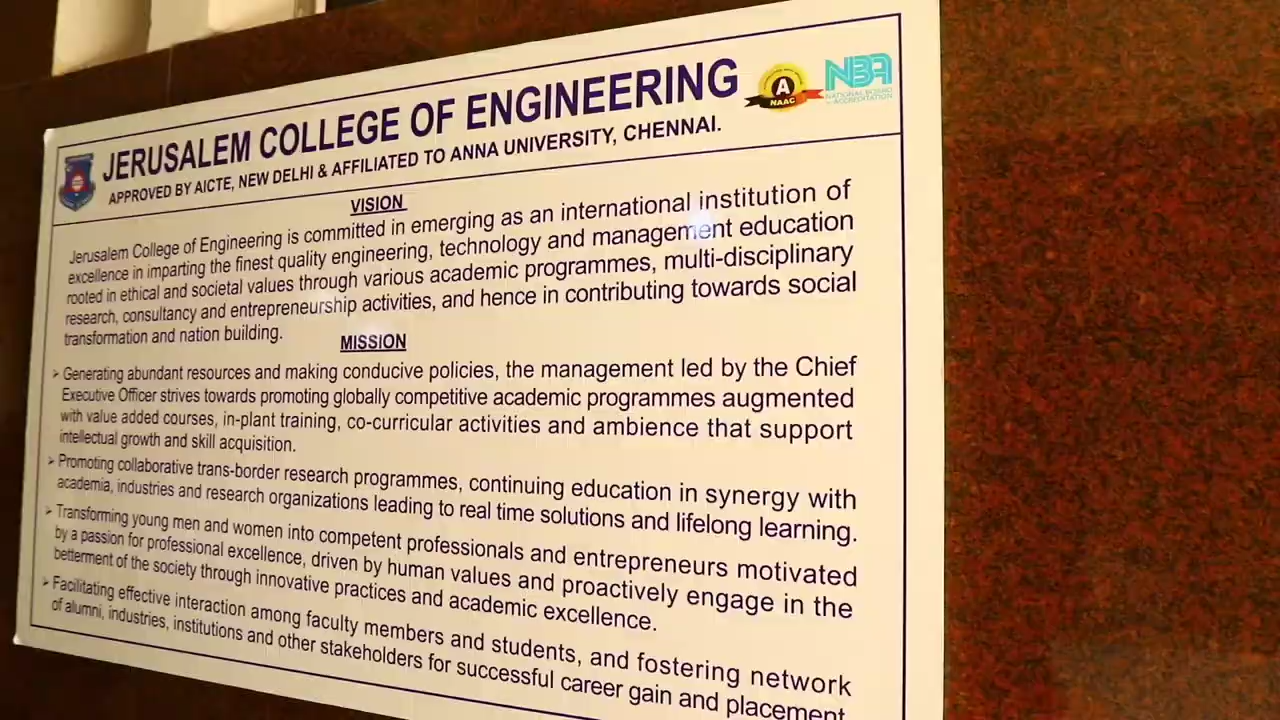 JERUSALEM COLLEGE OF ENGINEERING
APPROVED BY AICTE, NEW DELHI & AFFILIATED TO ANNA UNIVERSITY, CHENNAI.
A
NAAC
NBA
NATIONAL BOARD
OF ACCREDITATION
VISION
Jerusalem College of Engineering is committed in emerging as an international institution of
excellence in imparting the finest quality engineering, technology and management education
rooted in ethical and societal values through various academic programmes, multi-disciplinary
research, consultancy and entrepreneurship activities, and hence in contributing towards social
transformation and nation building.
MISSION
➢ Generating abundant resources and making conducive policies, the management led by the Chief
Executive Officer strives towards promoting globally competitive academic programmes augmented
with value added courses, in-plant training, co-curricular activities and ambience that support
intellectual growth and skill acquisition.
➢ Promoting collaborative trans-border research programmes, continuing education in synergy with
academia, industries and research organizations leading to real time solutions and lifelong learning.
➢ Transforming young men and women into competent professionals and entrepreneurs motivated
by a passion for professional excellence, driven by human values and proactively engage in the
betterment of the society through innovative practices and academic excellence.
➢ Facilitating effective interaction among faculty members and students, and fostering network
of alumni, industries, institutions and other stakeholders for successful career gain and placement